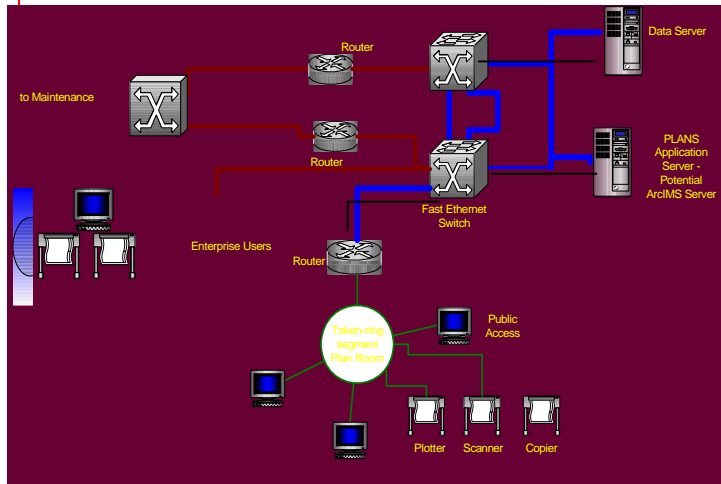 Router
Data Server
to Maintenance
PLANS
Application
Server -
Potential
ArcIMS Server
Router
Fast Ethernet
Switch
Enterprise Users
Router
Public
Access
Token-ring
segment
Plan Room
Plotter
Scanner
Copier